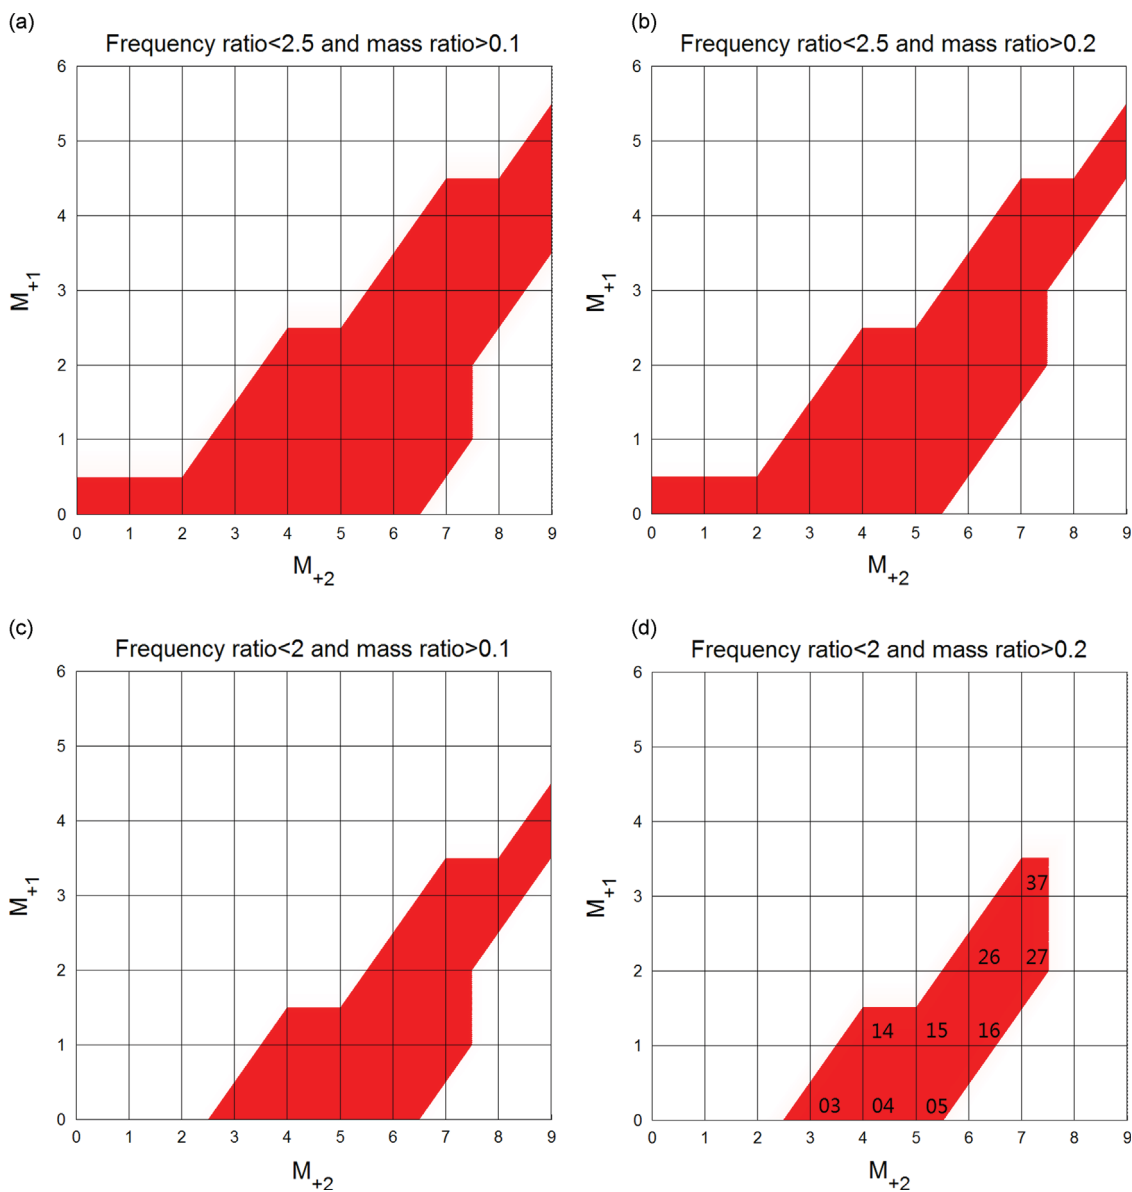 (a)
Frequency ratio<2.5 and mass ratio>0.1
6
5
4
3
2
1
0
0 1 2 3 4 5 6 7 8 9
M+1
M+2
(b)
Frequency ratio<2.5 and mass ratio>0.2
6
5
4
3
2
1
0
0 1 2 3 4 5 6 7 8 9
M+1
M+2
(c)
Frequency ratio<2 and mass ratio>0.1
6
5
4
3
2
1
0
0 1 2 3 4 5 6 7 8 9
M+1
M+2
(d)
Frequency ratio<2 and mass ratio>0.2
6
5
4
3
2
1
0
37
26 27
14 15 16
03 04 05
0 1 2 3 4 5 6 7 8 9
M+1
M+2